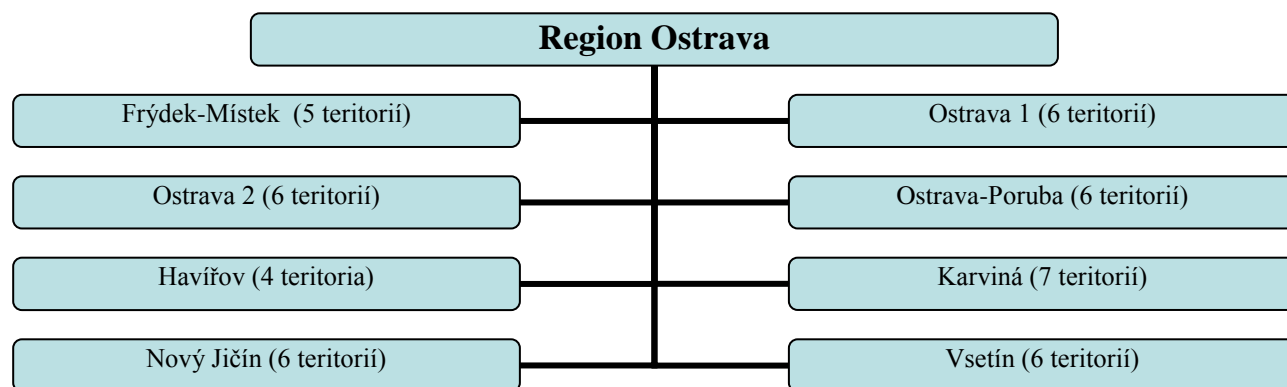 Region Ostrava
Frýdek-Místek (5 teritorií)
Ostrava 1 (6 teritorií)
Ostrava 2 (6 teritorií)
Ostrava-Poruba (6 teritorií)
Havířov (4 teritoria)
Karviná (7 teritorií)
Nový Jičín (6 teritorií)
Vsetín (6 teritorií)